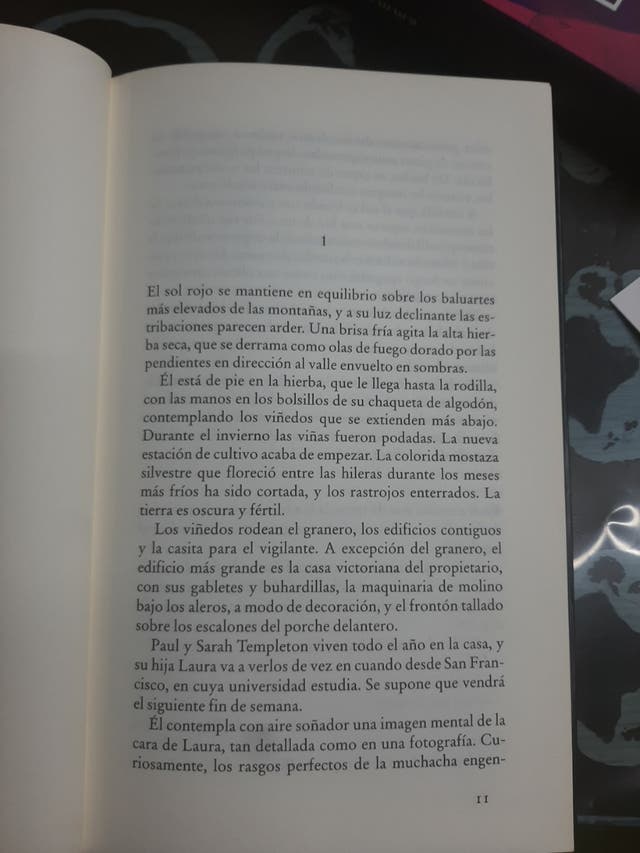 1
El sol rojo se mantiene en equilibrio sobre los baluartes
más elevados de las montañas, y a su luz declinante las es-
tribaciones parecen arder. Una brisa fría agita la alta hier-
ba seca, que se derrama como olas de fuego dorado por las
pendientes en dirección al valle envuelto en sombras.
Él está de pie en la hierba, que le llega hasta la rodilla,
con las manos en los bolsillos de su chaqueta de algodón,
contemplando los viñedos que se extienden más abajo.
Durante el invierno las viñas fueron podadas. La nueva
estación de cultivo acaba de empezar. La colorida mostaza
silvestre que floreció entre las hileras durante los meses
más fríos ha sido cortada, y los rastrojos enterrados. La
tierra es oscura y fértil.
Los viñedos rodean el granero, los edificios contiguos
y la casita para el vigilante. A excepción del granero, el
edificio más grande es la casa victoriana del propietario,
con sus gabletes y buhardillas, la maquinaria de molino
bajo los aleros, a modo de decoración, y el frontón tallado
sobre los escalones del porche delantero.
Paul y Sarah Templeton viven todo el año en la casa, y
su hija Laura va a verlos de vez en cuando desde San Fran-
cisco, en cuya universidad estudia. Se supone que vendrá
el siguiente fin de semana.
Él contempla con aire soñador una imagen mental de la
cara de Laura, tan detallada como en una fotografía. Cu-
riosamente, los rasgos perfectos de la muchacha engen-
11